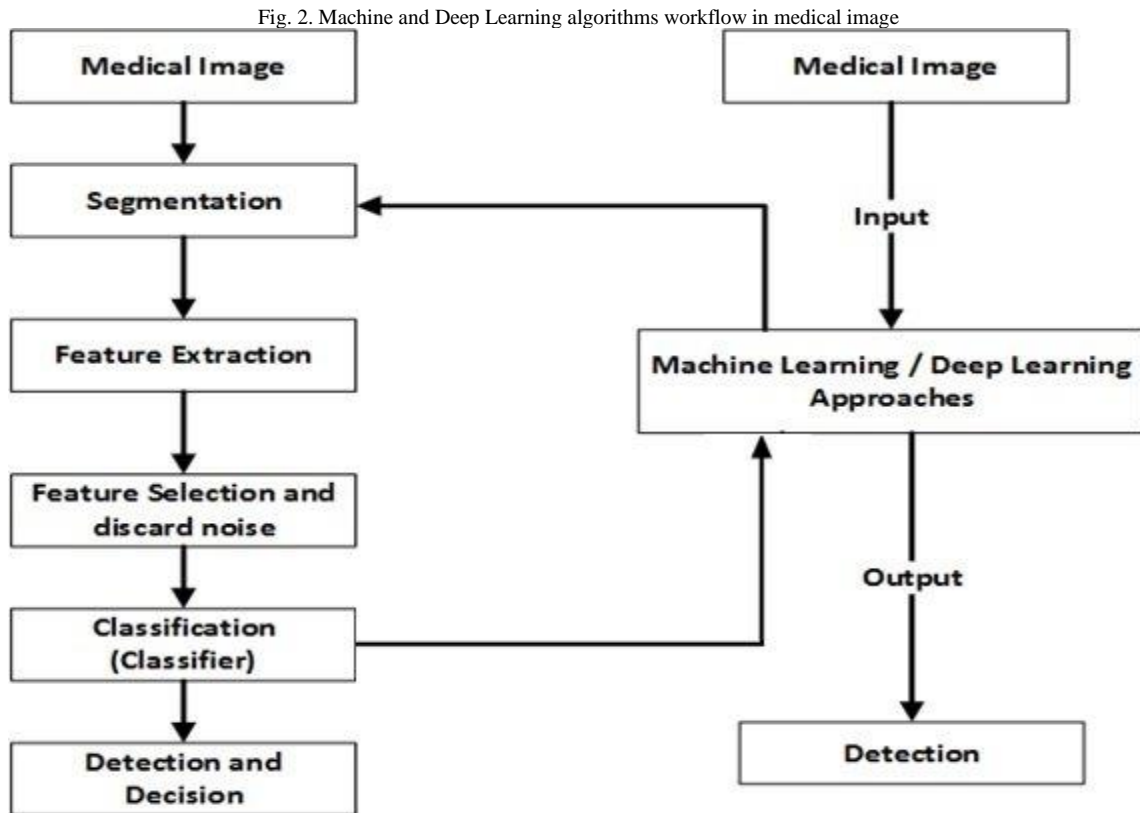 Fig. 2. Machine and Deep Learning algorithms workflow in medical image
Medical Image
Segmentation
Feature Extraction
Feature Selection and
discard noise
Classification
(Classifier)
Detection and
Decision
Medical Image
Input
Machine Learning / Deep Learning
Approaches
Output
Detection